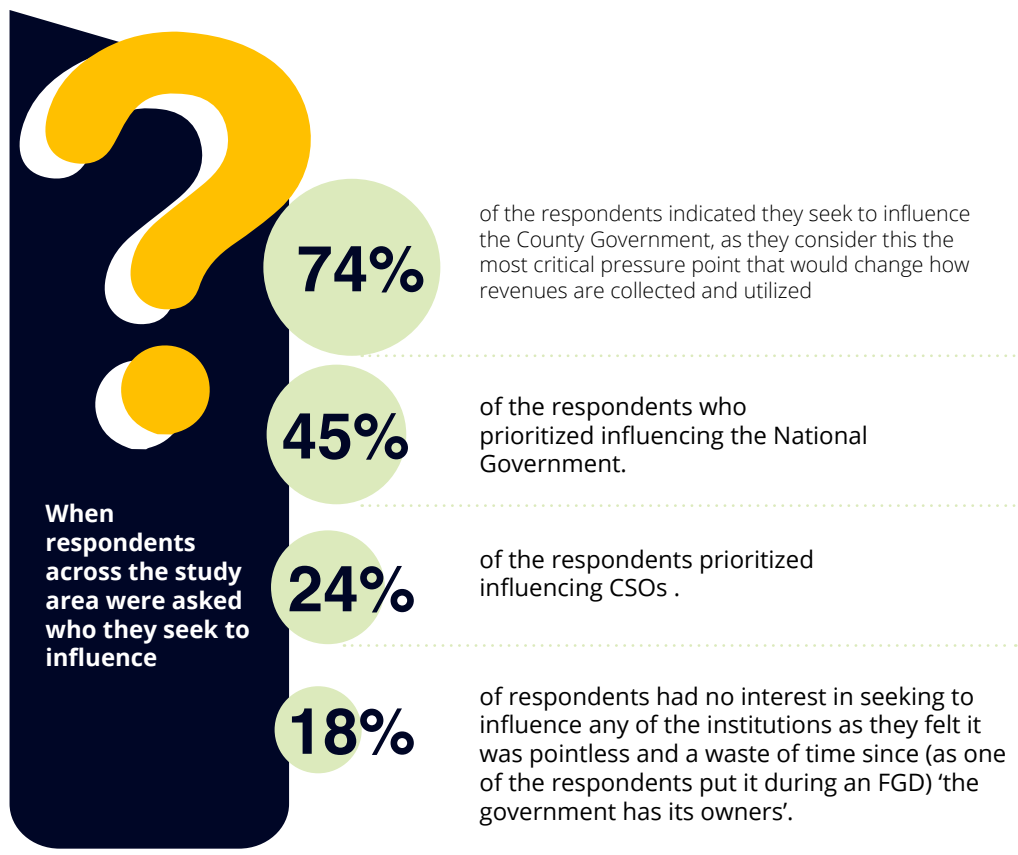 When
respondents
across the study
area were asked
who they seek to
influence
74%
of the respondents indicated they seek to influence
the County Government, as they consider this the
most critical pressure point that would change how
revenues are collected and utilized
45%
of the respondents who
prioritized influencing the National
Government.
24%
of the respondents prioritized
influencing CSOs .
18%
of respondents had no interest in seeking to
influence any of the institutions as they felt it
was pointless and a waste of time since (as one
of the respondents put it during an FGD) ‘the
government has its owners’.